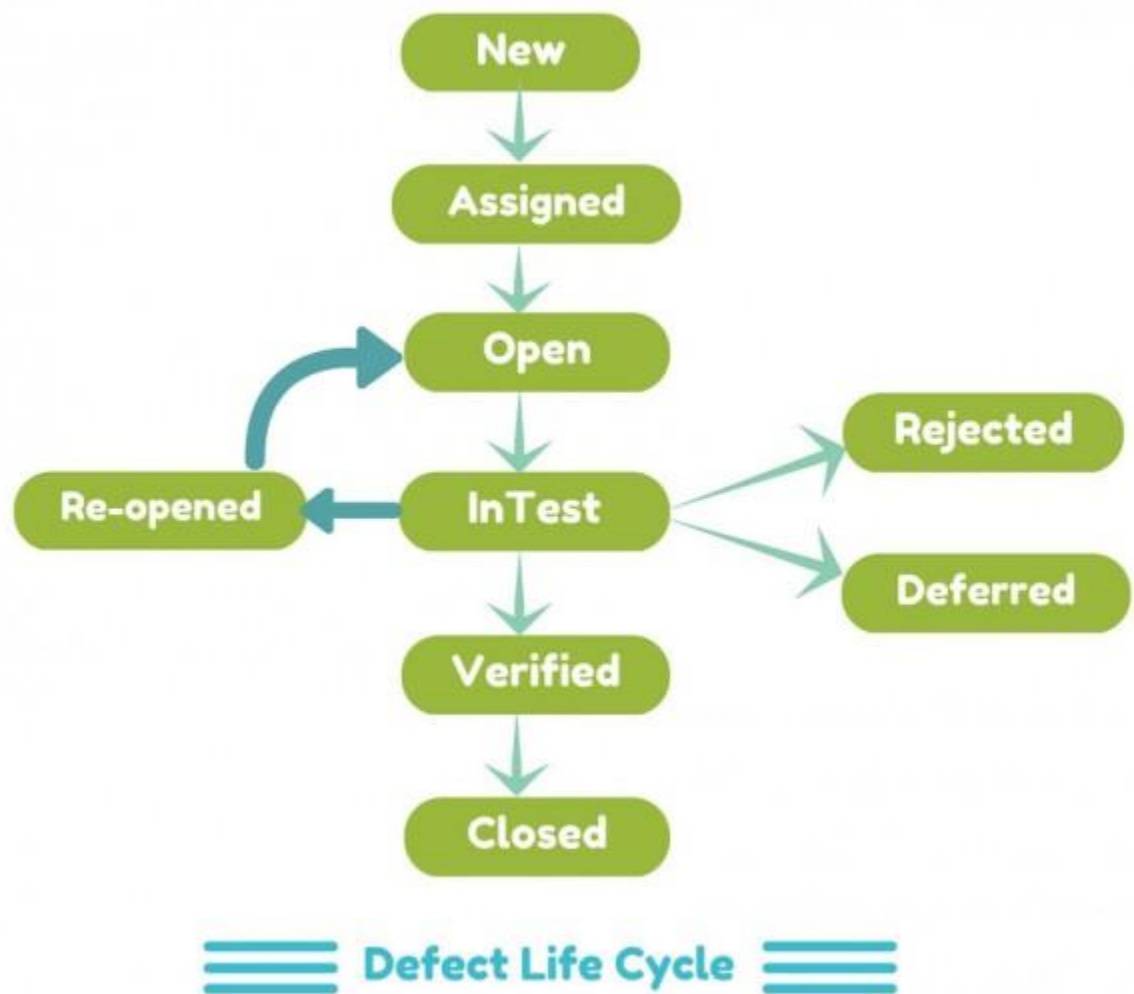 New
Assigned
Open
Rejected
Re-opened
InTest
Deferred
Verified
Closed
Defect Life Cycle